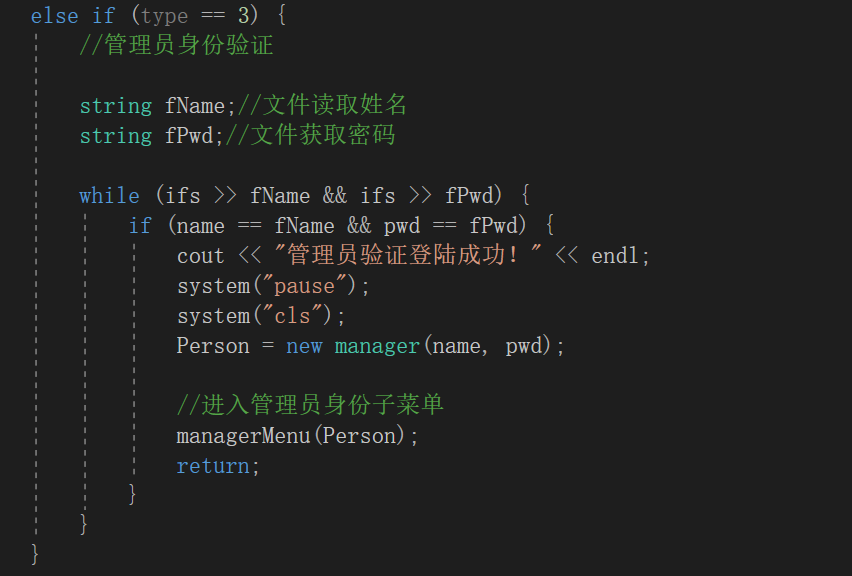 else if (type == 3) {
//管理员身份验证
string fName;//文件读取姓名
string fPwd;//文件获取密码
while (ifs >> fName && ifs >> fPwd) {
if (name == fName && pwd == fPwd) {
cout << "管理员验证登陆成功！" << endl;
system("pause");
system("cls");
Person = new manager(name, pwd);
//进入管理员身份子菜单
managerMenu(Person);
return;
}
}
}